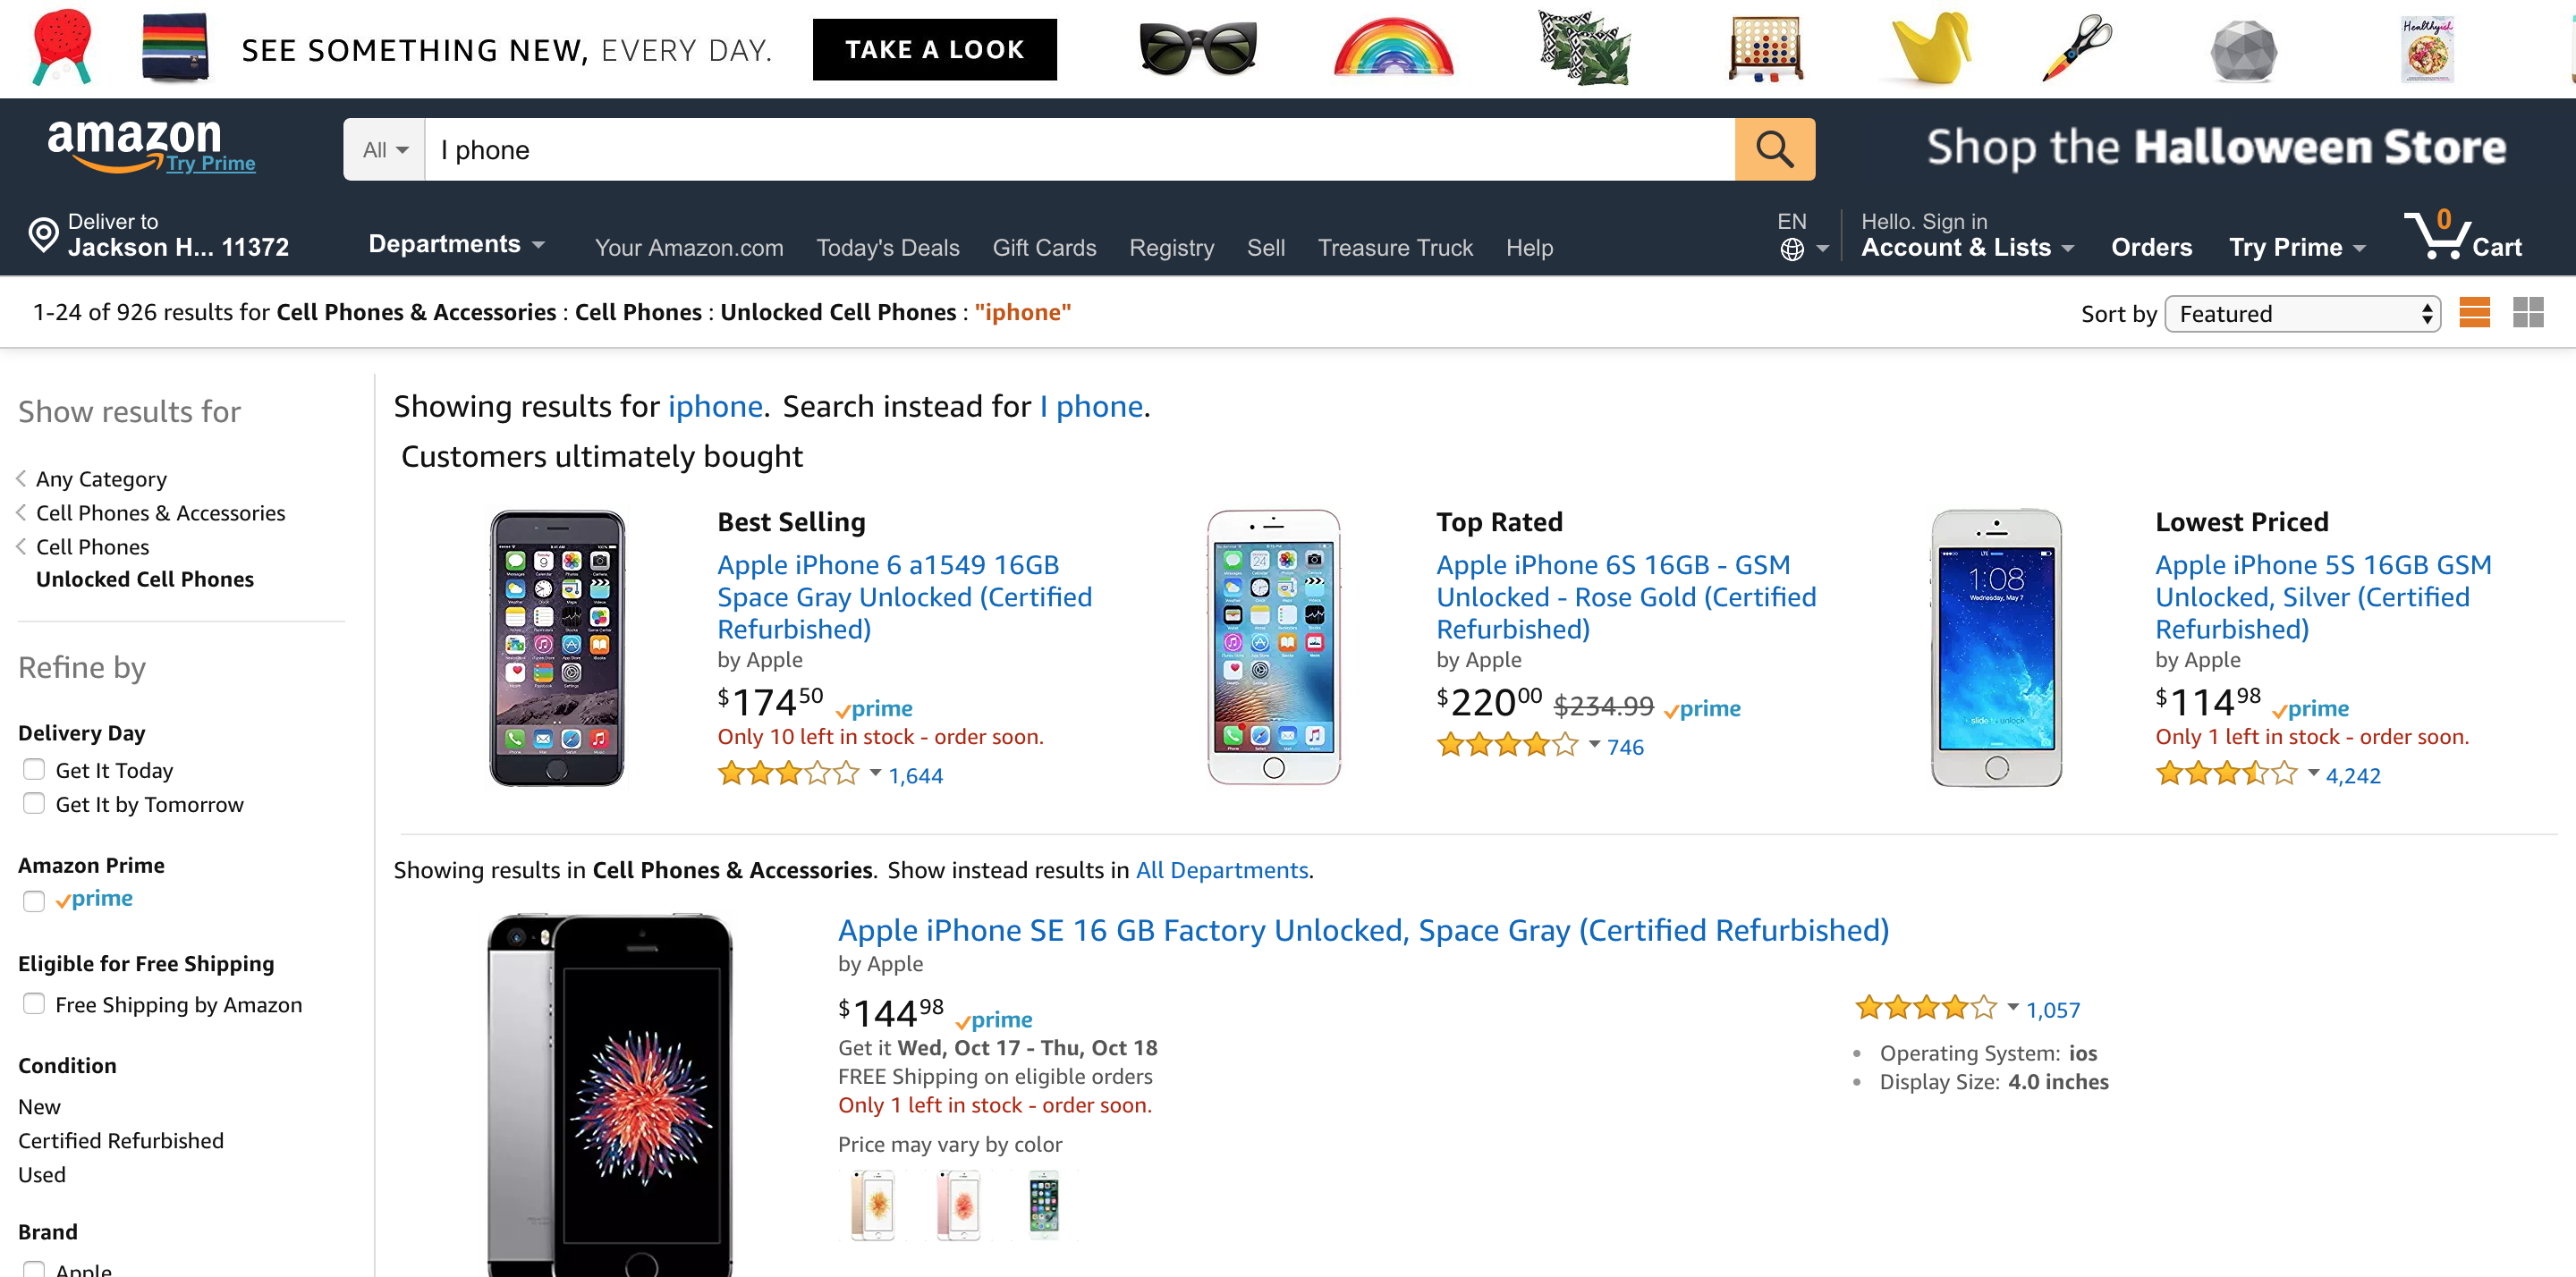 SEE SOMETHING NEW, EVERY DAY.
TAKE A LOOK
Healthyish
amazon
Try Prime
All
I phone
Shop the Halloween Store
Deliver to
Jackson H... 11372
Departments
Your Amazon.com
Today's Deals
Gift Cards
Registry
Sell
Treasure Truck
Help
EN
Hello. Sign in
Account & Lists
Orders
Try Prime
0
Cart
1-24 of 926 results for Cell Phones & Accessories : Cell Phones : Unlocked Cell Phones : "iphone"
Sort by
Featured
Show results for
Any Category
Cell Phones & Accessories
Cell Phones
Unlocked Cell Phones
Refine by
Delivery Day
Get It Today
Get It by Tomorrow
Amazon Prime
prime
Eligible for Free Shipping
Free Shipping by Amazon
Condition
New
Certified Refurbished
Used
Brand
Apple
Showing results for iphone. Search instead for I phone.
Customers ultimately bought
Best Selling
Apple iPhone 6 a1549 16GB
Space Gray Unlocked (Certified
Refurbished)
by Apple
$174 50 prime
Only 10 left in stock - order soon.
1,644
Top Rated
Apple iPhone 6S 16GB - GSM
Unlocked - Rose Gold (Certified
Refurbished)
by Apple
$220 00 $234.99 prime
746
1:08
Wednesday, May 7
slide to unlock
Lowest Priced
Apple iPhone 5S 16GB GSM
Unlocked, Silver (Certified
Refurbished)
by Apple
$114 98 prime
Only 1 left in stock - order soon.
4,242
Showing results in Cell Phones & Accessories. Show instead results in All Departments.
Apple iPhone SE 16 GB Factory Unlocked, Space Gray (Certified Refurbished)
by Apple
$144 98 prime
Get it Wed, Oct 17 - Thu, Oct 18
FREE Shipping on eligible orders
Only 1 left in stock - order soon.
Price may vary by color
1,057
Operating System: ios
Display Size: 4.0 inches